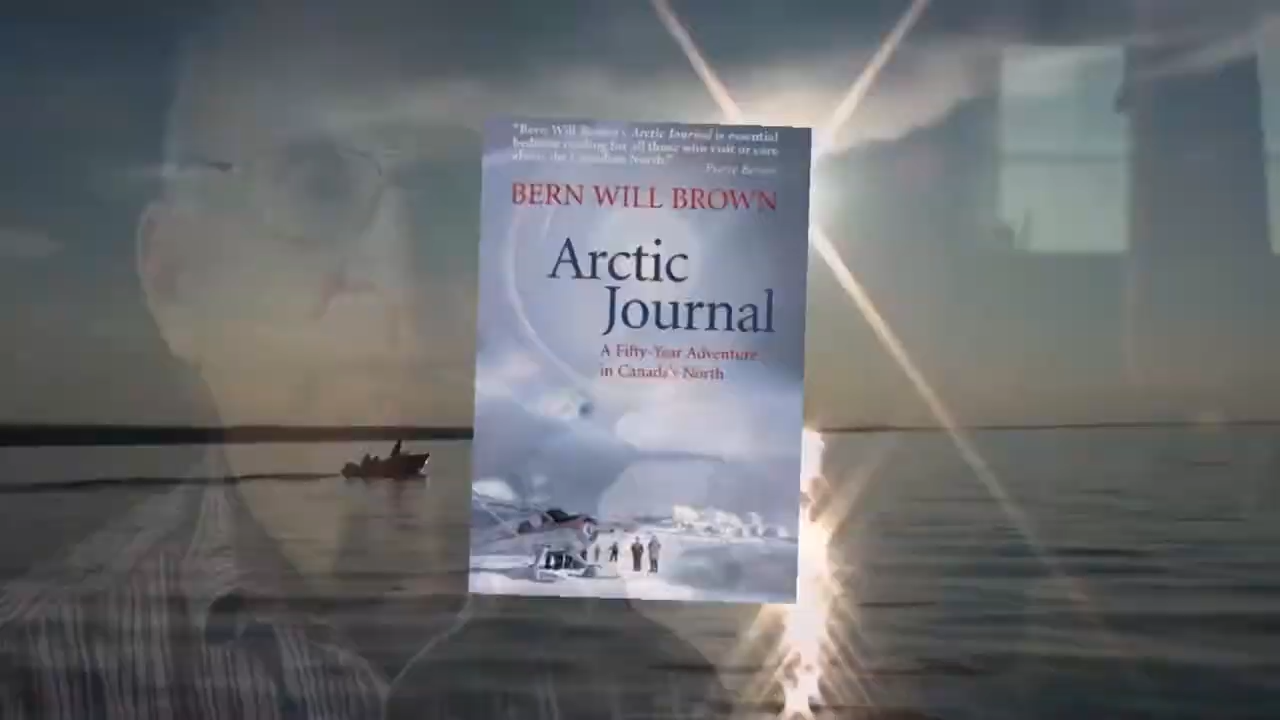 "Bern Will Brown's Arctic Journal is essential
bedtime reading for all those who visit or care
about the Canadian North."
Pierre Berton
BERN WILL BROWN
Arctic
Journal
A Fifty-Year Adventure
in Canada's North